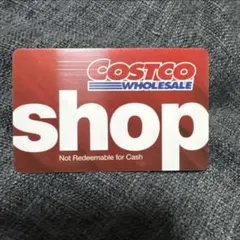 COSTCO
WHOLESALE
shop
Not Redeemable for Cash